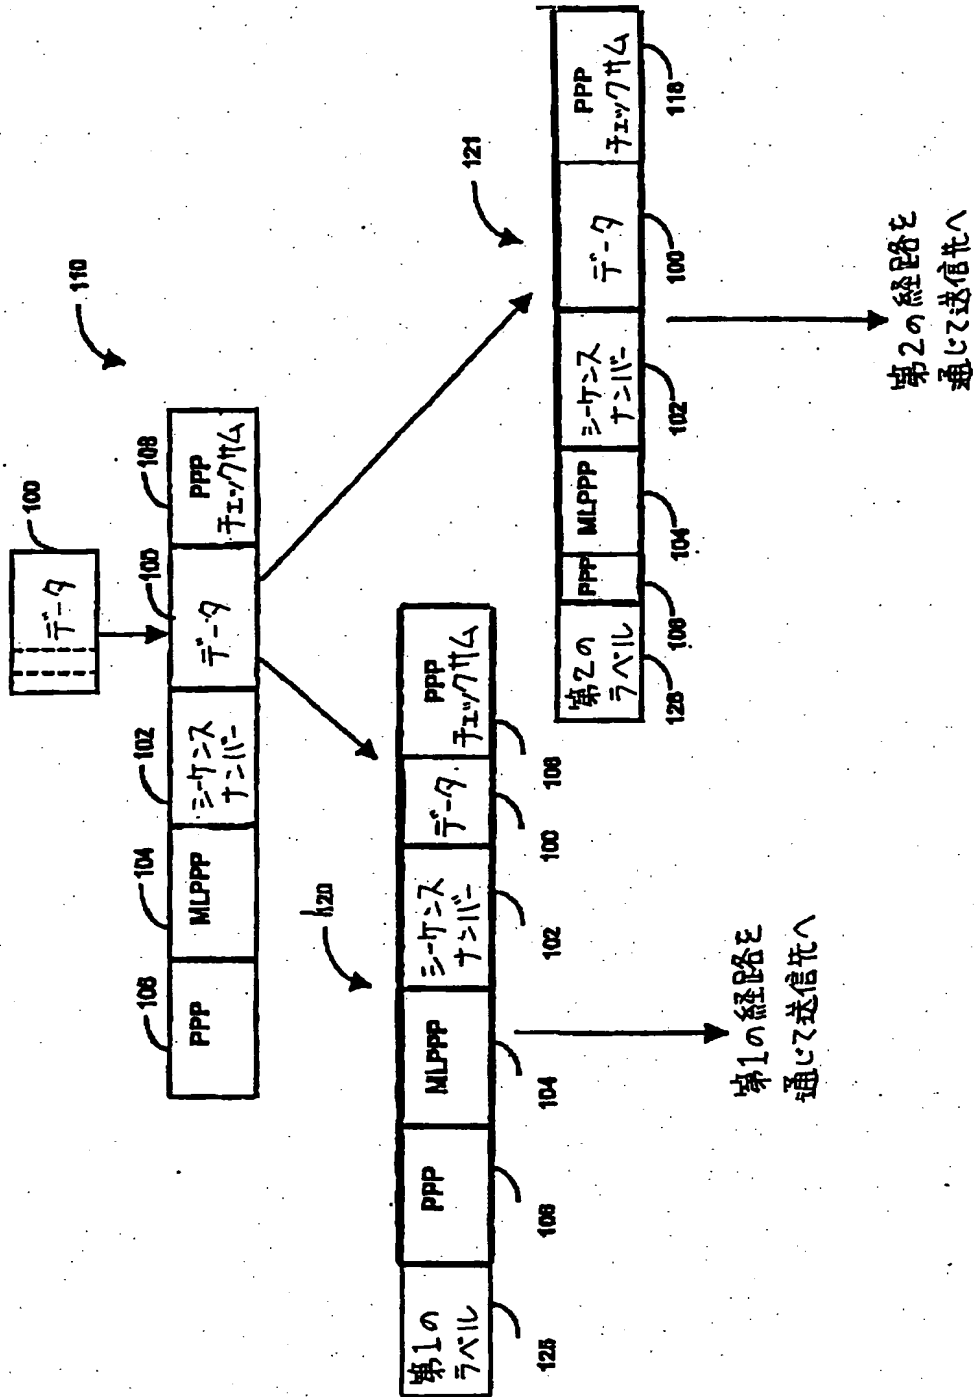 100
データ
110
106
104
102
100
108
PPP
MLPPP
シーケンス
ナンバー
データ
PPP
チェックサム
120
第1の
ラベル
PPP
MLPPP
シーケンス
ナンバー
データ
PPP
チェックサム
125
106
104
102
100
108
第1の経路を
通じて送信先へ
121
第2の
ラベル
PPP
MLPPP
シーケンス
ナンバー
データ
PPP
チェックサム
126
106
104
102
100
118
第2の経路を
通じて送信先へ